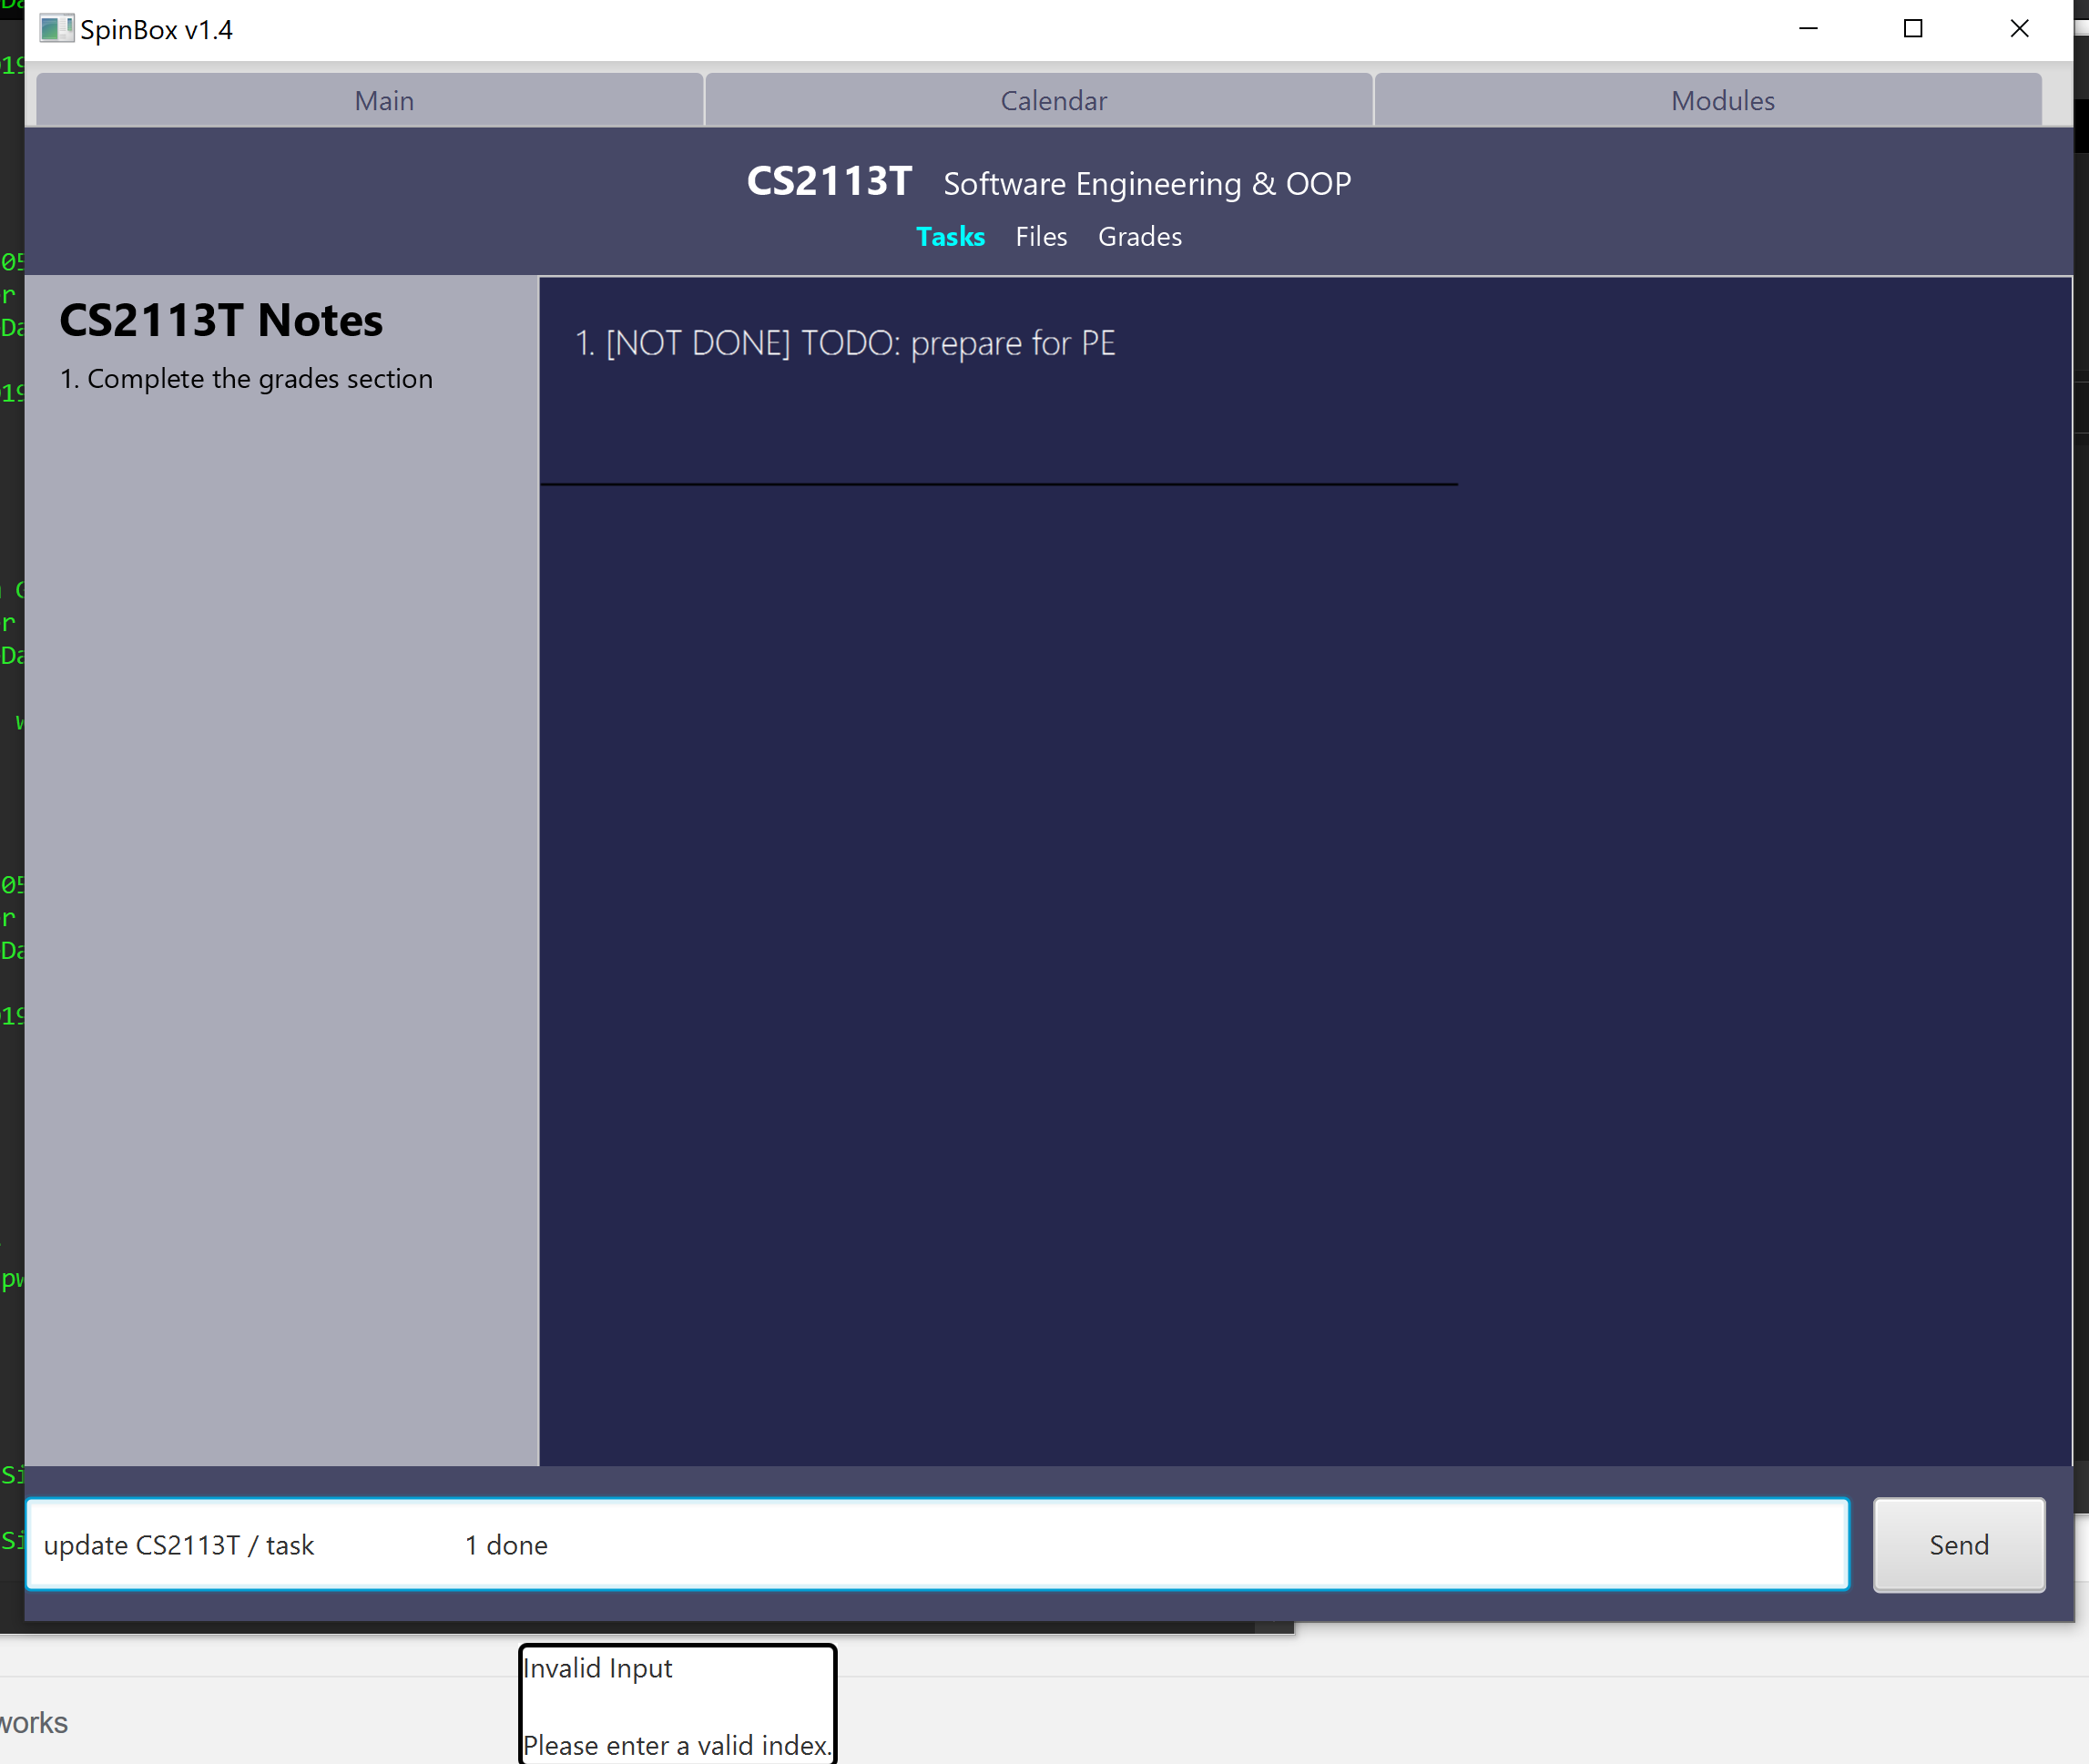 SpinBox v1.4
Main Calendar Modules
CS2113T Software Engineering & OOP
Tasks Files Grades
CS2113T Notes
1. Complete the grades section
1. [NOT DONE] TODO: prepare for PE
update CS2113T / task 1 done
Send
Invalid Input
Please enter a valid index.
works